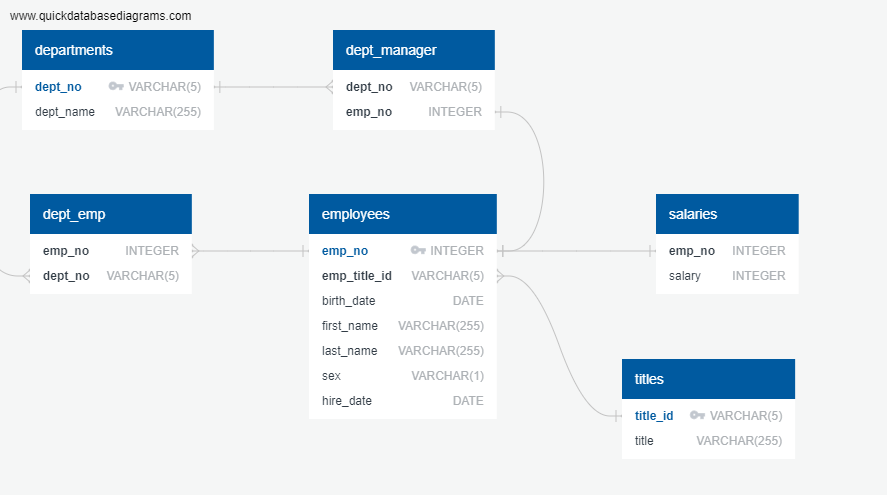 www.quickdatabasediagrams.com
departments
dept_no VARCHAR(5)
dept_name VARCHAR(255)
dept_manager
dept_no VARCHAR(5)
emp_no INTEGER
dept_emp
emp_no INTEGER
dept_no VARCHAR(5)
employees
emp_no INTEGER
emp_title_id VARCHAR(5)
birth_date DATE
first_name VARCHAR(255)
last_name VARCHAR(255)
sex VARCHAR(1)
hire_date DATE
salaries
emp_no INTEGER
salary INTEGER
titles
title_id VARCHAR(5)
title VARCHAR(255)